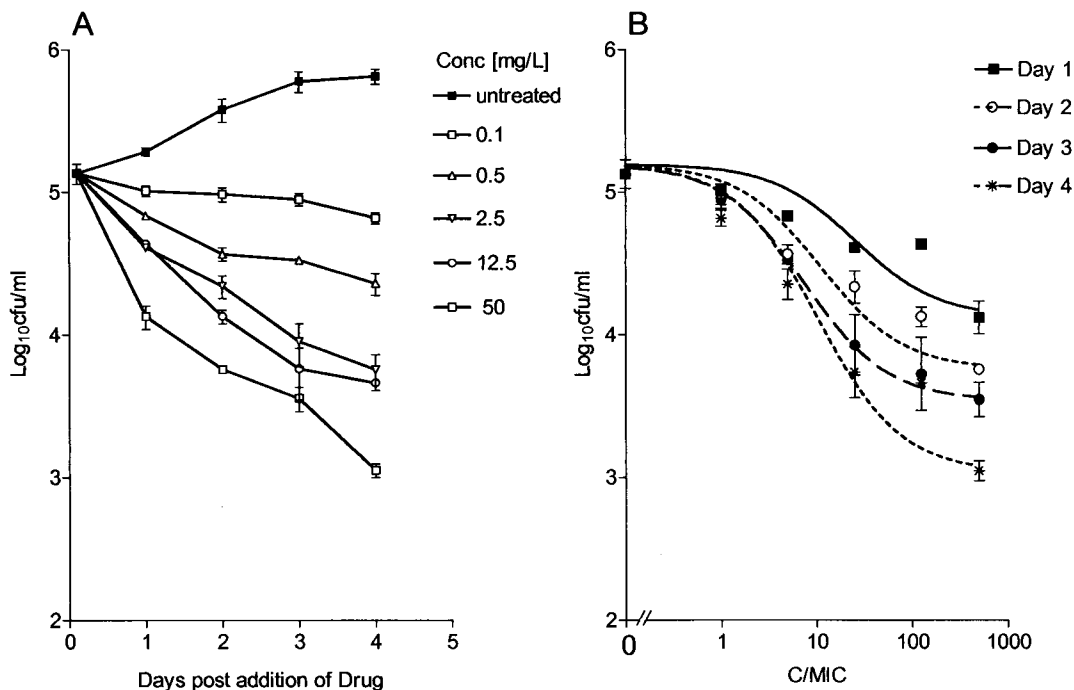 A
6
5
4
3
2
Log10cfu/ml
0
1
2
3
4
5
Days post addition of Drug
Conc [mg/L]
untreated
0.1
0.5
2.5
12.5
50
B
6
5
4
3
2
Log10cfu/ml
0
1
10
100
1000
C/MIC
Day 1
Day 2
Day 3
Day 4